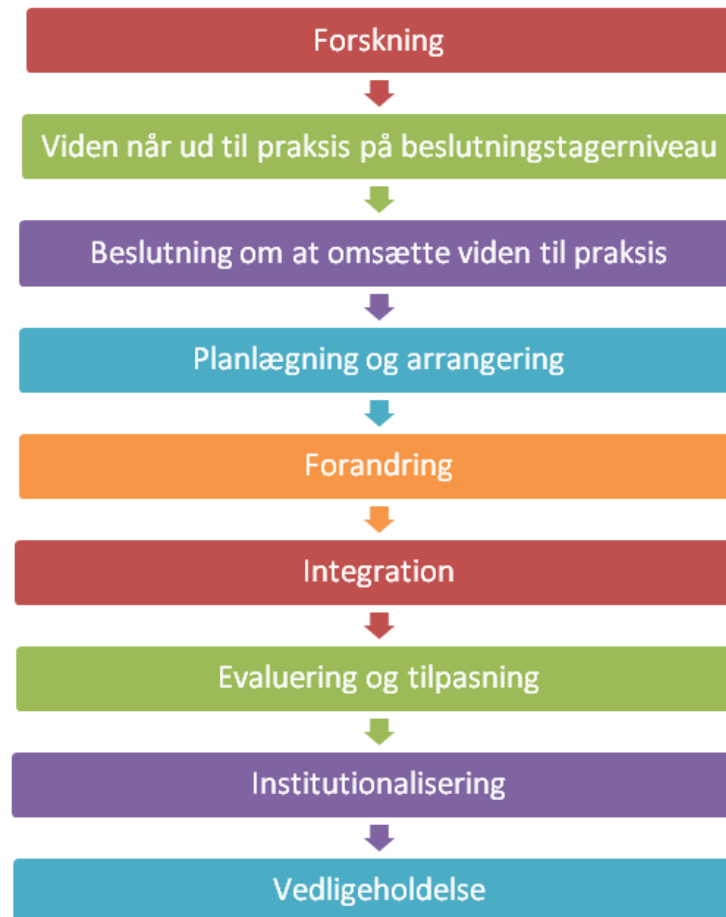 Forskning
Viden når ud til praksis på beslutningstagerniveau
Beslutning om at omsætte viden til praksis
Planlægning og arrangering
Forandring
Integration
Evaluering og tilpasning
Institutionalisering
Vedligeholdelse